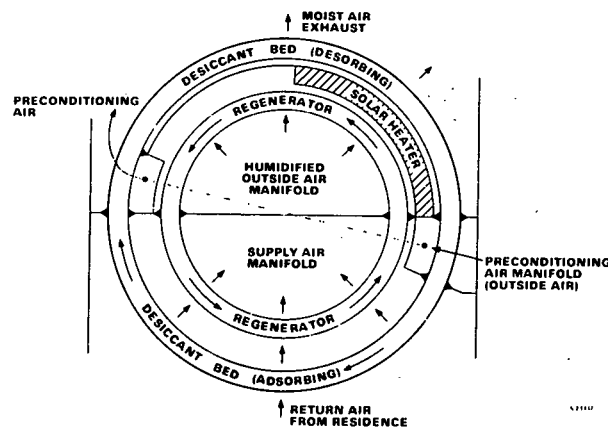 MOIST AIR
EXHAUST
DESICCANT BED (DESORBING)
PRECONDITIONING
AIR
SOLAR HEATER
REGENERATOR
HUMIDIFIED
OUTSIDE AIR
MANIFOLD
SUPPLY AIR
MANIFOLD
PRECONDITIONING
AIR MANIFOLD
(OUTSIDE AIR)
REGENERATOR
DESICCANT BED (ADSORBING)
RETURN AIR
FROM RESIDENCE